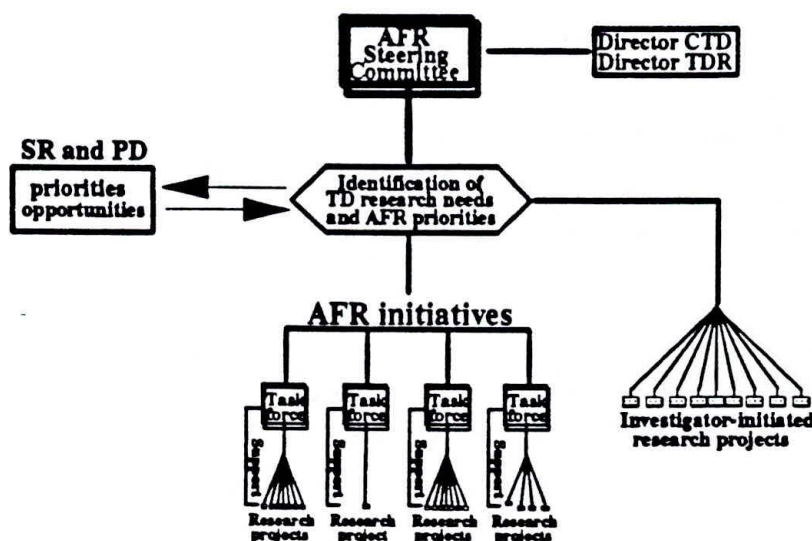 AFR
Steering
Committee
Director CTD
Director TDR
SR and PD
priorities
opportunities
Identification of
TD research needs
and AFR priorities
AFR initiatives
Task
force
Task
force
Task
force
Task
force
Support
Support
Support
Support
Research
projects
Research
project
Research
projects
Research
projects
Investigator-initiated
research projects